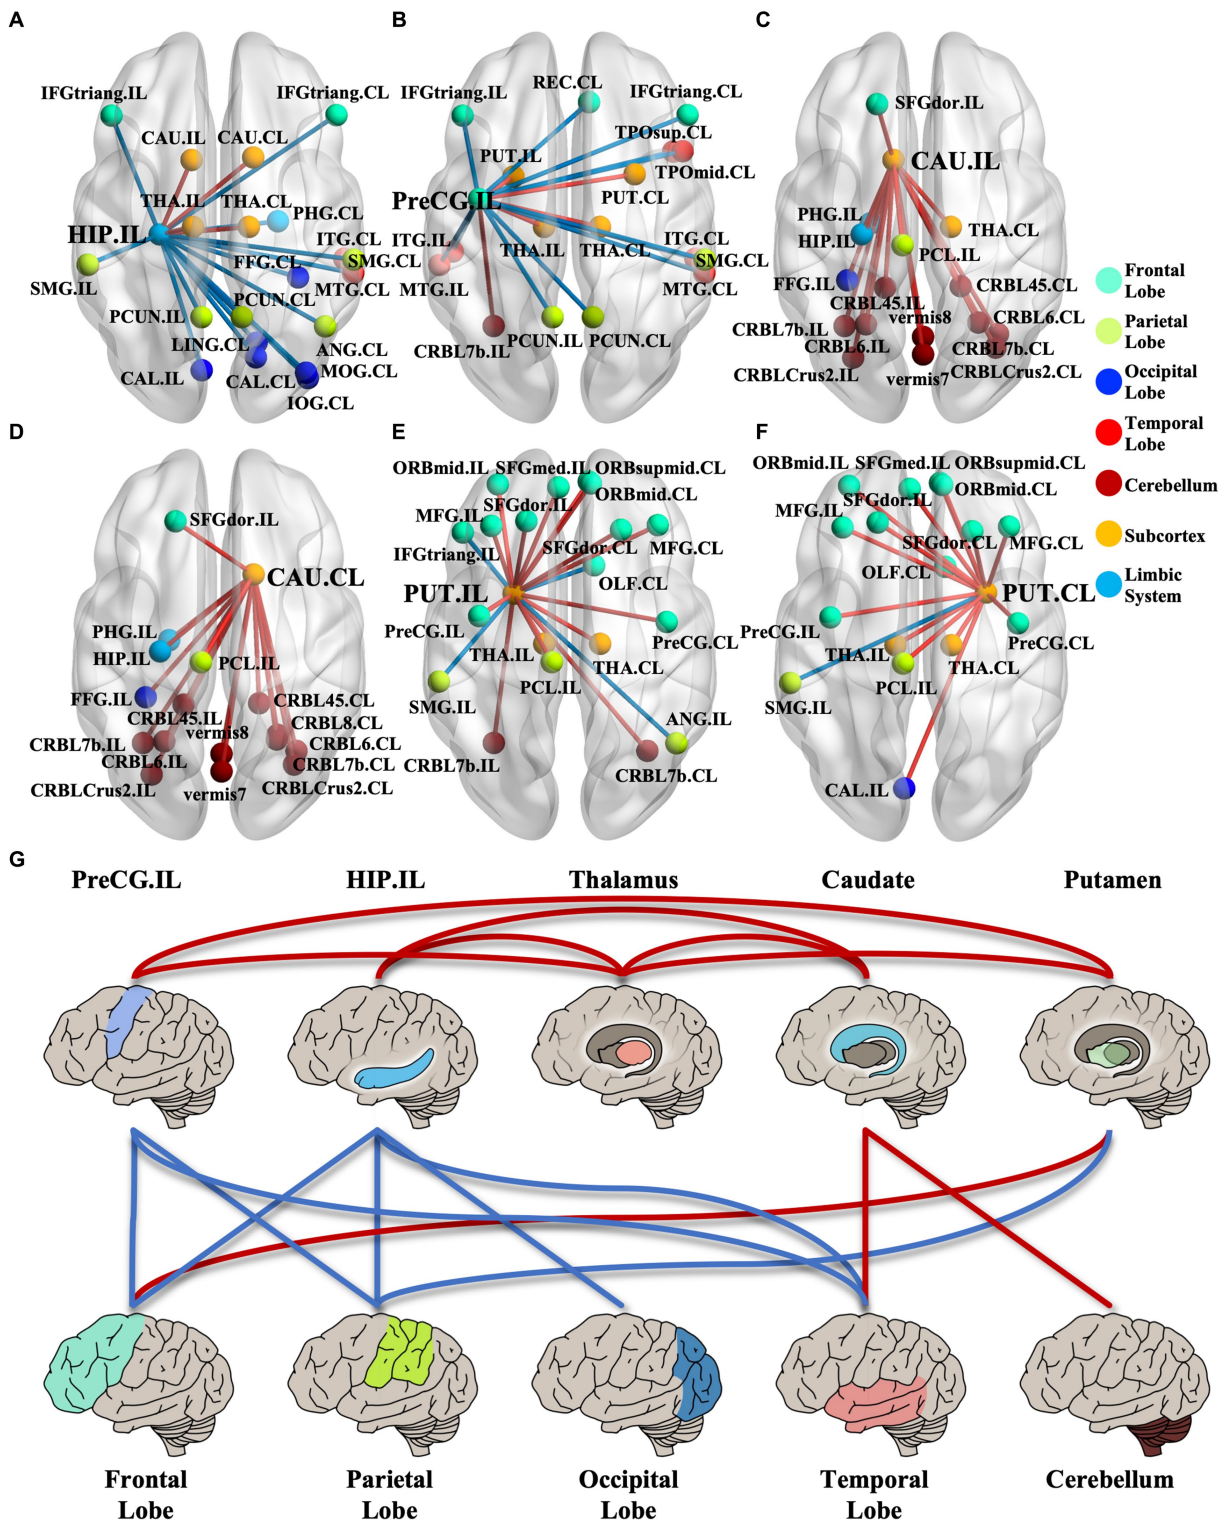 A
IFGtriang.IL
IFGtriang.CL
CAU.IL
CAU.CL
THA.IL
THA.CL
PHG.CL
HIP.IL
ITG.CL
FFG.CL
SMG.CL
SMG.IL
MTG.CL
PCUN.CL
PCUN.IL
LING.CL
ANG.CL
CAL.IL
CAL.CL
MOG.CL
IOG.CL
B
REC.CL
IFGtriang.IL
IFGtriang.CL
TPOsup.CL
PUT.IL
TPOmid.CL
PreCG.IL
PUT.CL
ITG.IL
THA.IL
THA.CL
ITG.CL
SMG.CL
MTG.IL
MTG.CL
CRBL7b.IL
PCUN.IL
PCUN.CL
C
SFGdor.IL
CAU.IL
PHG.IL
HIP.IL
THA.CL
PCL.IL
FFG.IL
CRBL45.IL
CRBL45.CL
CRBL7b.IL
vermis8
CRBL6.CL
CRBL6.IL
CRBL7b.CL
CRBLCrus2.IL
vermis7
CRBLCrus2.CL
Frontal
Lobe
Parietal
Lobe
Occipital
Lobe
Temporal
Lobe
Cerebellum
Subcortex
Limbic
System
D
SFGdor.IL
CAU.CL
PHG.IL
HIP.IL
PCL.IL
FFG.IL
CRBL45.IL
CRBL45.CL
vermis8
CRBL8.CL
CRBL7b.IL
CRBL6.CL
CRBL6.IL
CRBL7b.CL
CRBLCrus2.IL
vermis7
CRBLCrus2.CL
E
ORBmid.IL
SFGmed.IL
ORBsupmid.CL
ORBmid.CL
SFGdor.IL
MFG.IL
IFGtriang.IL
SFGdor.CL
MFG.CL
OLF.CL
PUT.IL
PreCG.IL
PreCG.CL
THA.IL
THA.CL
PCL.IL
SMG.IL
ANG.IL
CRBL7b.IL
CRBL7b.CL
F
ORBmid.IL
SFGmed.IL
ORBsupmid.CL
ORBmid.CL
SFGdor.IL
MFG.IL
SFGdor.CL
MFG.CL
OLF.CL
PUT.CL
PreCG.IL
PreCG.CL
THA.IL
THA.CL
PCL.IL
SMG.IL
CAL.IL
G
PreCG.IL
HIP.IL
Thalamus
Caudate
Putamen
Frontal
Lobe
Parietal
Lobe
Occipital
Lobe
Temporal
Lobe
Cerebellum